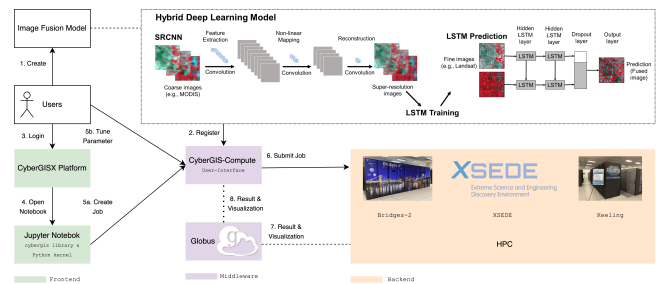 Hybrid Deep Learning Model
Image Fusion Model
SRCNN
Feature
Extraction
Non-linear
Mapping
Reconstruction
Convolution
Convolution
Convolution
Coarse images
(e.g., MODIS)
Super-resolution
images
LSTM Training
LSTM Prediction
Fine images
(e.g., Landsat)
Hidden
LSTM
layer
Hidden
LSTM
layer
Dropout
layer
Output
layer
LSTM
LSTM
LSTM
LSTM
Prediction
(Fused
image)
1. Create
Users
3. Login
5b. Tune
Parameter
2. Register
CyberGISX Platform
CyberGIS-Compute
User-Interface
6. Submit Job
4. Open
Notebook
5a. Create
Job
8. Result &
Visualization
Jupyter Notebok
cybergis library &
Python kernel
Globus
g
7. Result &
Visualization
XSEDE
Extreme Science and Engineering
Discovery Environment
Bridges-2
XSEDE
Keeling
HPC
Frontend
Middleware
Backend